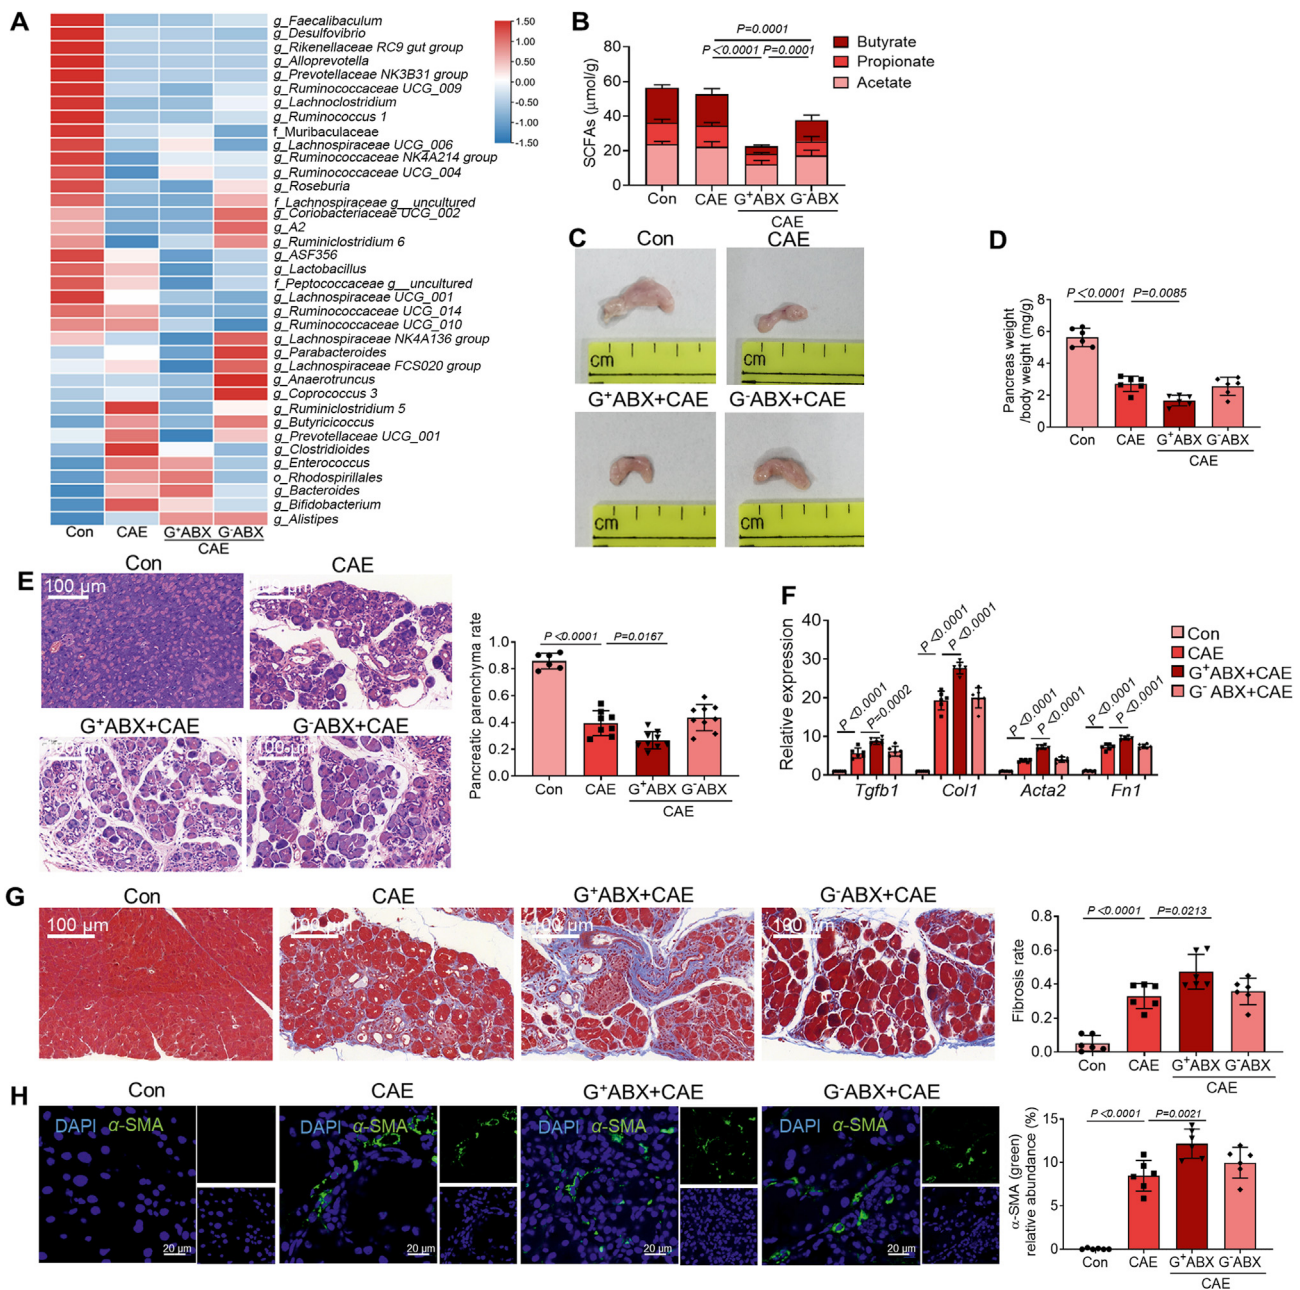 A
g_Faecalibaculum
g_Desulfovibrio
g_Rikenellaceae RC9 gut group
g_Alloprevotella
g_Prevotellaceae NK3B31 group
g_Ruminococcaceae UCG_009
g_Lachnoclostridium
g_Ruminococcus 1
f_Muribaculaceae
g_Lachnospiraceae UCG_006
g_Ruminococcaceae NK4A214 group
g_Ruminococcaceae UCG_004
g_Roseburia
f_Lachnospiraceae g__uncultured
g_Coriobacteriaceae UCG_002
g_A2
g_Ruminiclostridium 6
g_ASF356
g_Lactobacillus
f_Peptococcaceae g__uncultured
g_Lachnospiraceae UCG_001
g_Ruminococcaceae UCG_014
g_Ruminococcaceae UCG_010
g_Lachnospiraceae NK4A136 group
g_Parabacteroides
g_Lachnospiraceae FCS020 group
g_Anaerotruncus
g_Coprococcus 3
g_Ruminiclostridium 5
g_Butyricicoccus
g_Prevotellaceae UCG_001
g_Clostridioides
g_Enterococcus
o_Rhodospirillales
g_Bacteroides
g_Bifidobacterium
g_Alistipes
Con CAE G⁺ABX G⁻ABX
CAE
1.50
1.00
0.50
0.00
-0.50
-1.00
-1.50
B
P=0.0001
P<0.0001 P=0.0001
Butyrate
Propionate
Acetate
SCFAs (μmol/g)
80
60
40
20
0
Con CAE G⁺ABX G⁻ABX
CAE
C
Con CAE
cm cm
G⁺ABX+CAE G⁻ABX+CAE
cm cm
D
P<0.0001 P=0.0085
Pancreas weight
/body weight (mg/g)
8
6
4
2
0
Con CAE G⁺ABX G⁻ABX
CAE
E
Con CAE
100 μm
G⁺ABX+CAE G⁻ABX+CAE
Pancreatic parenchyma rate
P<0.0001 P=0.0167
1.0
0.8
0.6
0.4
0.2
0.0
Con CAE G⁺ABX G⁻ABX
CAE
F
Relative expression
40
30
20
10
0
P<0.0001 P=0.0002
P<0.0001 P<0.0001
P<0.0001 P<0.0001
P<0.0001 P<0.0001
Tgfb1 Col1 Acta2 Fn1
Con
CAE
G⁺ABX+CAE
G⁻ABX+CAE
G
Con CAE G⁺ABX+CAE G⁻ABX+CAE
100 μm 100 μm 100 μm 100 μm
Fibrosis rate
P<0.0001 P=0.0213
0.8
0.6
0.4
0.2
0.0
Con CAE G⁺ABX G⁻ABX
CAE
H
Con CAE G⁺ABX+CAE G⁻ABX+CAE
DAPI α-SMA DAPI α-SMA DAPI α-SMA DAPI α-SMA
20 μm 20 μm 20 μm 20 μm
α-SMA (green)
relative abundance (%)
P<0.0001 P=0.0021
15
10
5
0
Con CAE G⁺ABX G⁻ABX
CAE